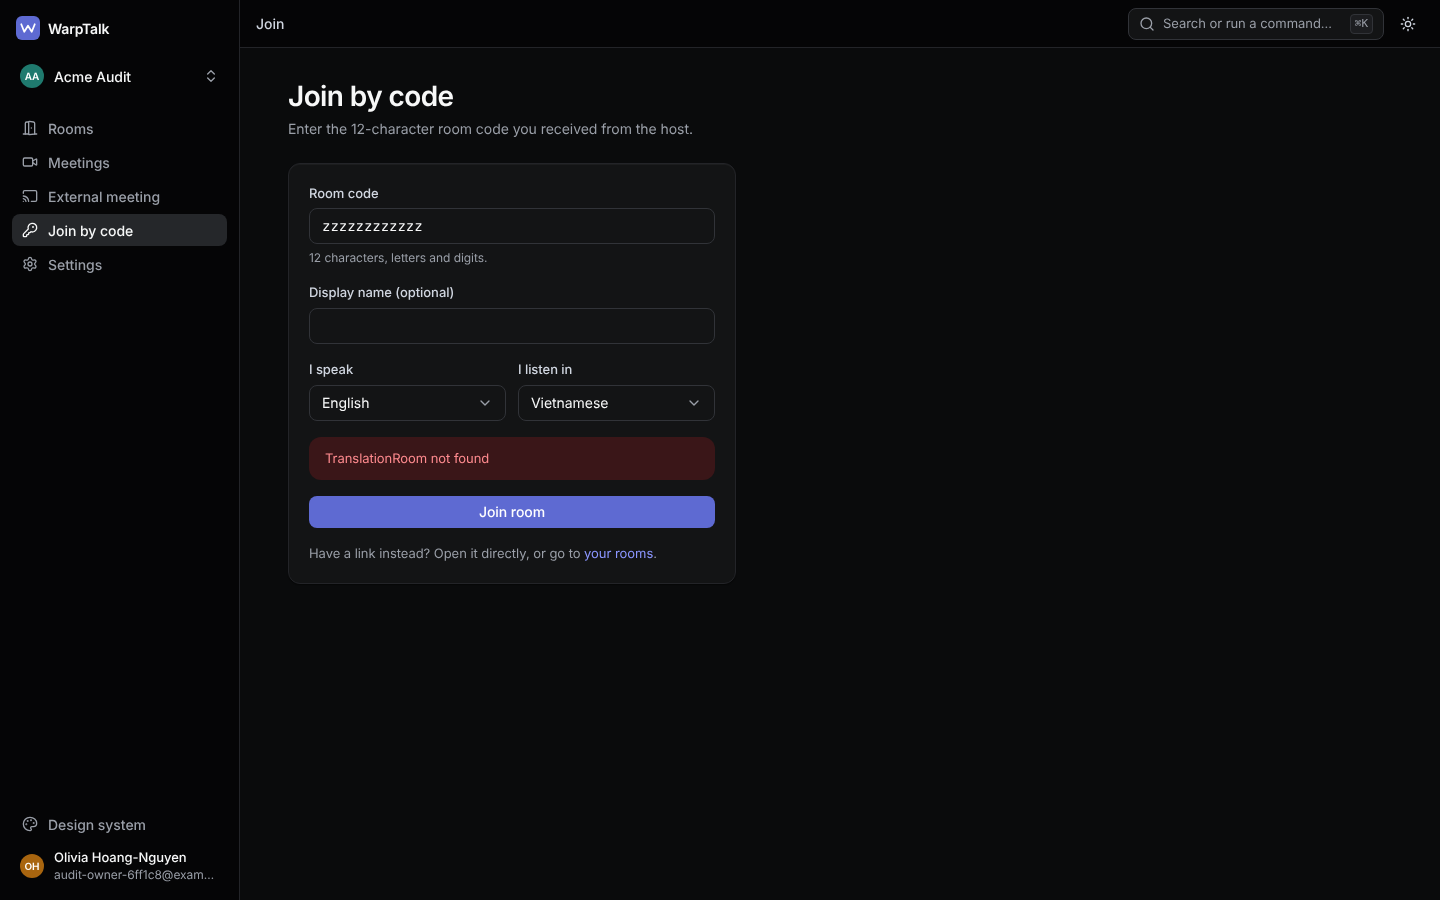 WarpTalk
Join
Search or run a command...
⌘K
AA
Acme Audit
Rooms
Meetings
External meeting
Join by code
Settings
Join by code
Enter the 12-character room code you received from the host.
Room code
zzzzzzzzzzzz
12 characters, letters and digits.
Display name (optional)
I speak
I listen in
English
Vietnamese
TranslationRoom not found
Join room
Have a link instead? Open it directly, or go to your rooms.
Design system
OH
Olivia Hoang-Nguyen
audit-owner-6ff1c8@exam...